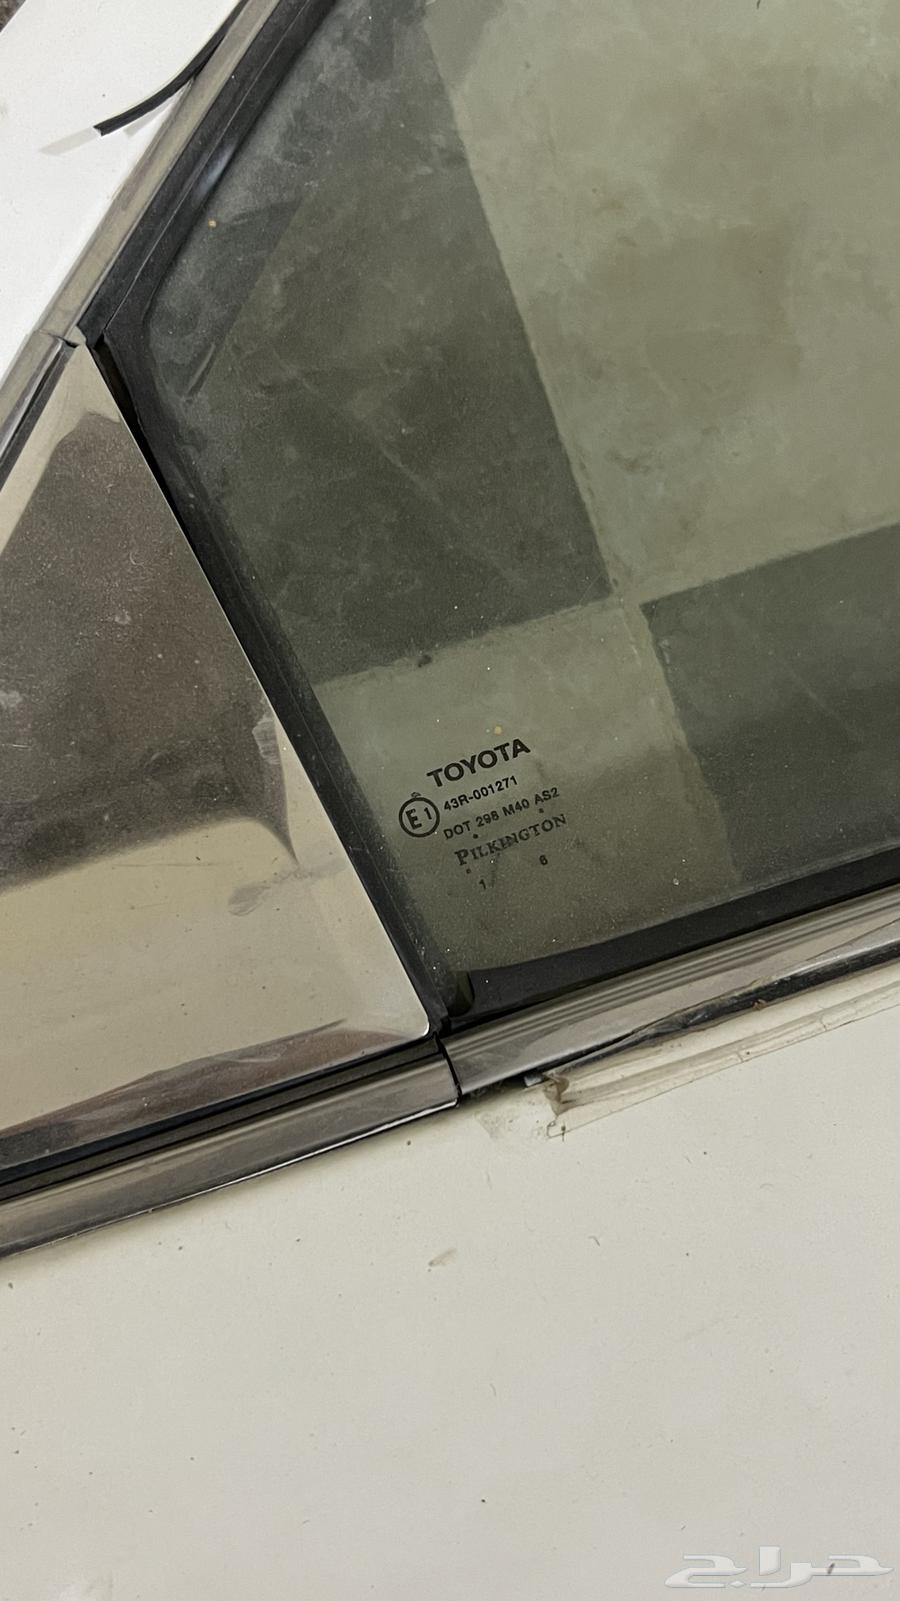 TOYOTA
E1 43R-001271
DOT 298 M40 AS2
PILKINGTON
1 6
حراج